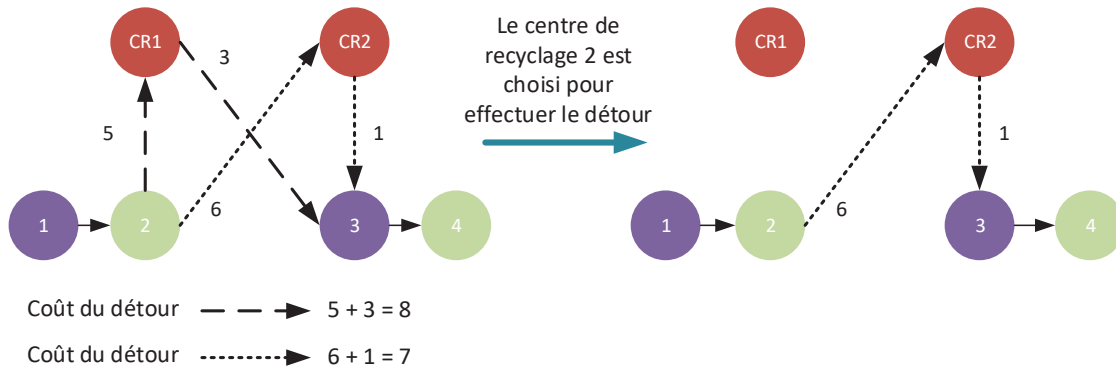 CR1
CR2
3
5
1
6
1
2
3
4
Le centre de
recyclage 2 est
choisi pour
effectuer le détour
CR1
CR2
1
6
1
2
3
4
Coût du détour 5 + 3 = 8
Coût du détour 6 + 1 = 7